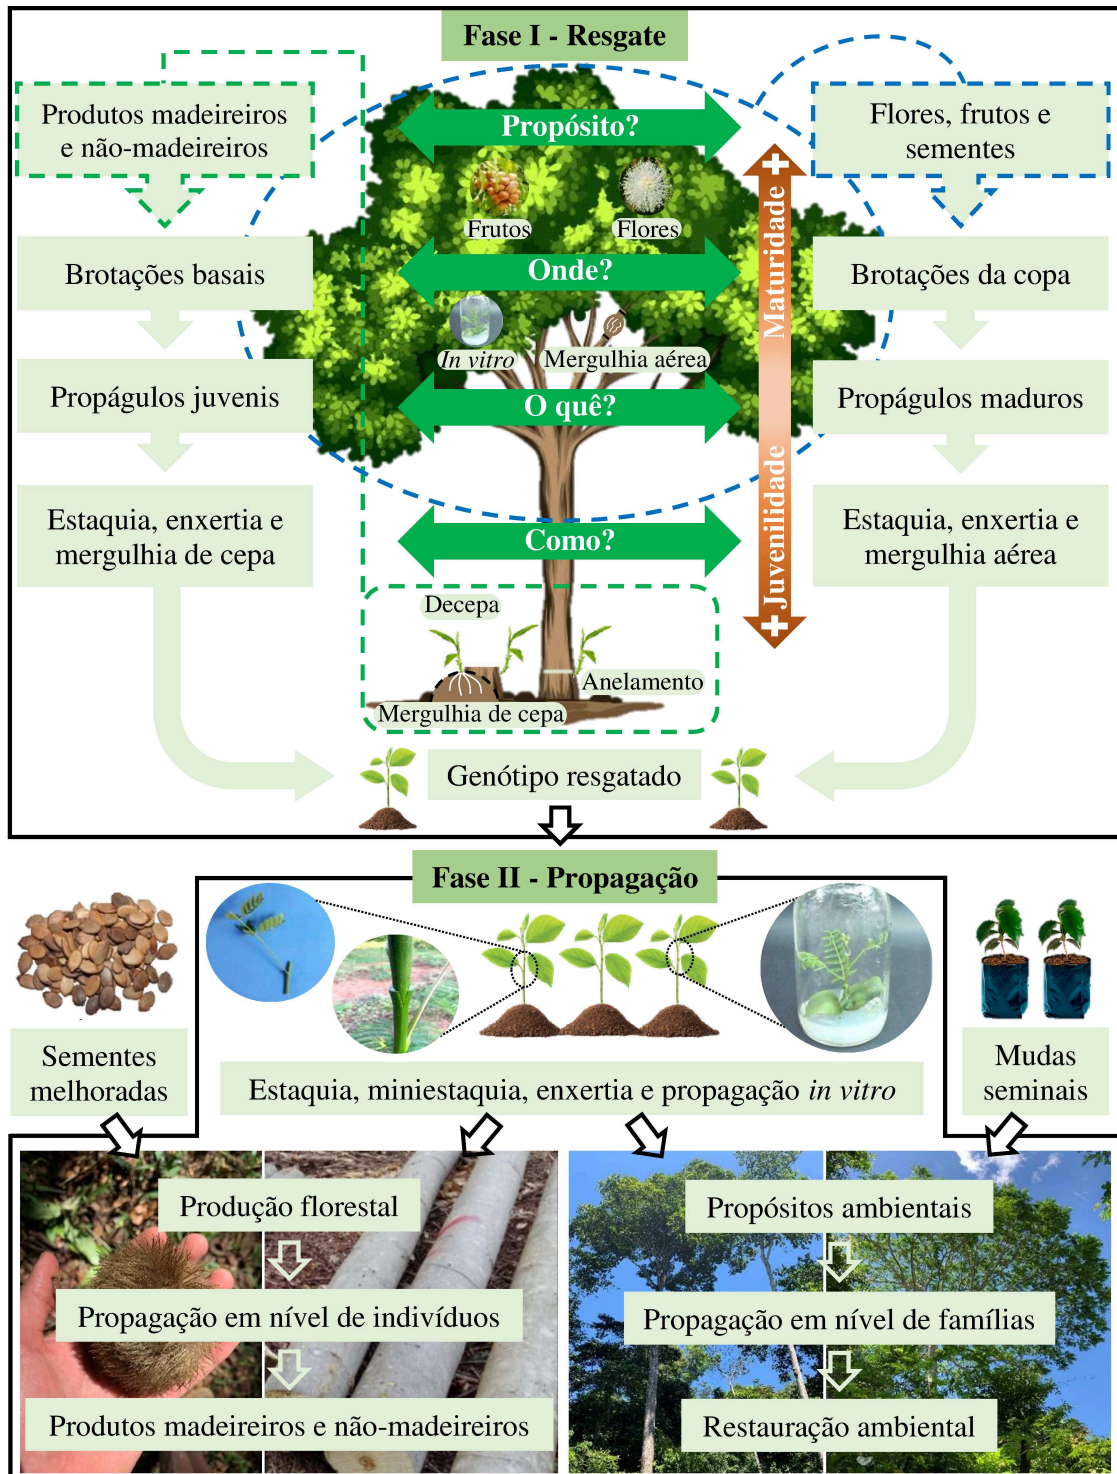 Fase I - Resgate
Produtos madeireiros
e não-madeireiros
Propósito?
Flores, frutos e
sementes
Frutos
Flores
Brotações basais
Onde?
Brotações da copa
Maturidade
In vitro
Mergulhia aérea
Propágulos juvenis
O quê?
Propágulos maduros
Estaquia, enxertia e
mergulhia de cepa
Como?
Juvenilidade
Estaquia, enxertia e
mergulhia aérea
Decepa
Anelamento
Mergulhia de cepa
Genótipo resgatado
Fase II - Propagação
Sementes
melhoradas
Estaquia, miniestaquia, enxertia e propagação in vitro
Mudas
seminais
Produção florestal
Propagação em nível de indivíduos
Produtos madeireiros e não-madeireiros
Propósitos ambientais
Propagação em nível de famílias
Restauração ambiental